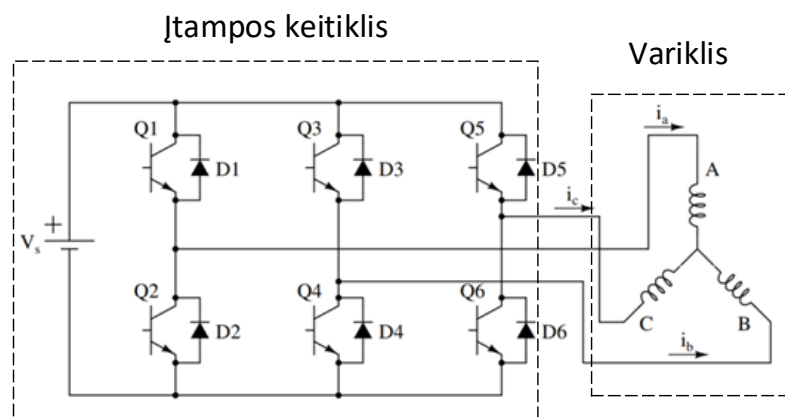 Įtampos keitiklis
Variklis
Q1
D1
Q3
D3
Q5
D5
i_a
A
i_c
+
V_s
Q2
D2
Q4
D4
Q6
D6
C
B
i_b